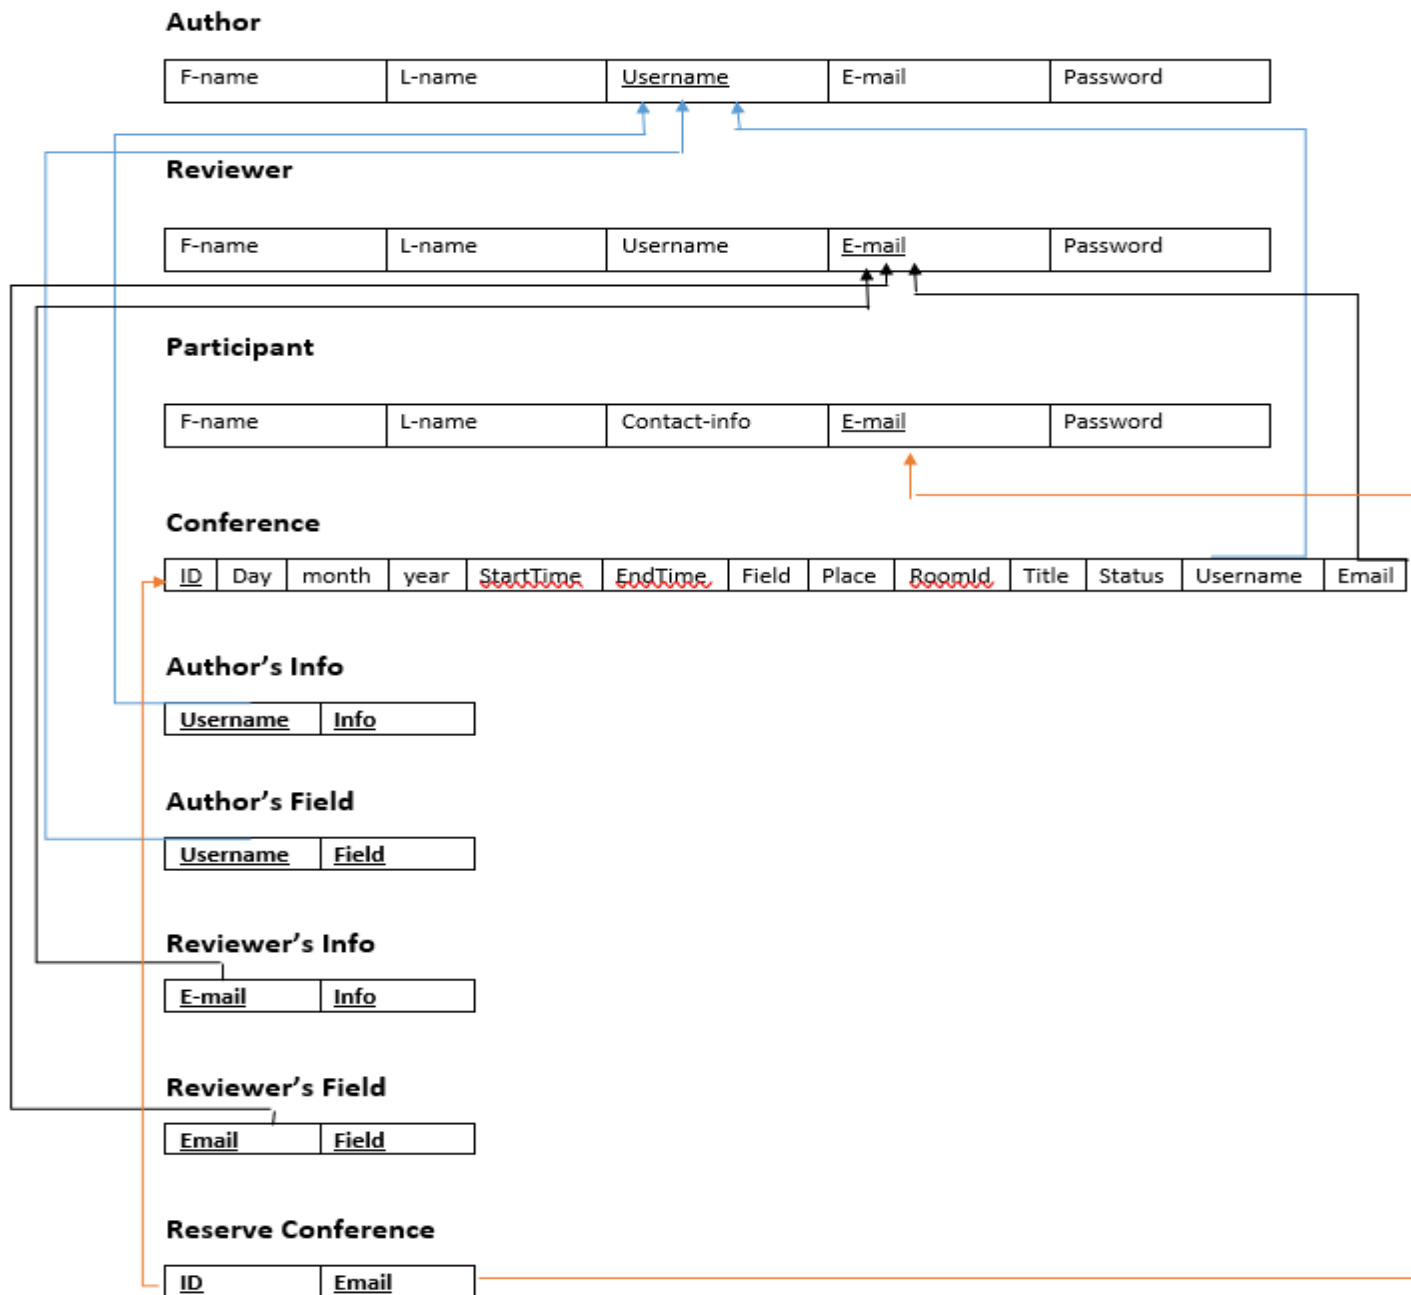 Author
F-name L-name Username E-mail Password
Reviewer
F-name L-name Username E-mail Password
Participant
F-name L-name Contact-info E-mail Password
Conference
ID Day month year StartTime EndTime Field Place RoomId Title Status Username Email
Author’s Info
Username Info
Author’s Field
Username Field
Reviewer’s Info
E-mail Info
Reviewer’s Field
Email Field
Reserve Conference
ID Email